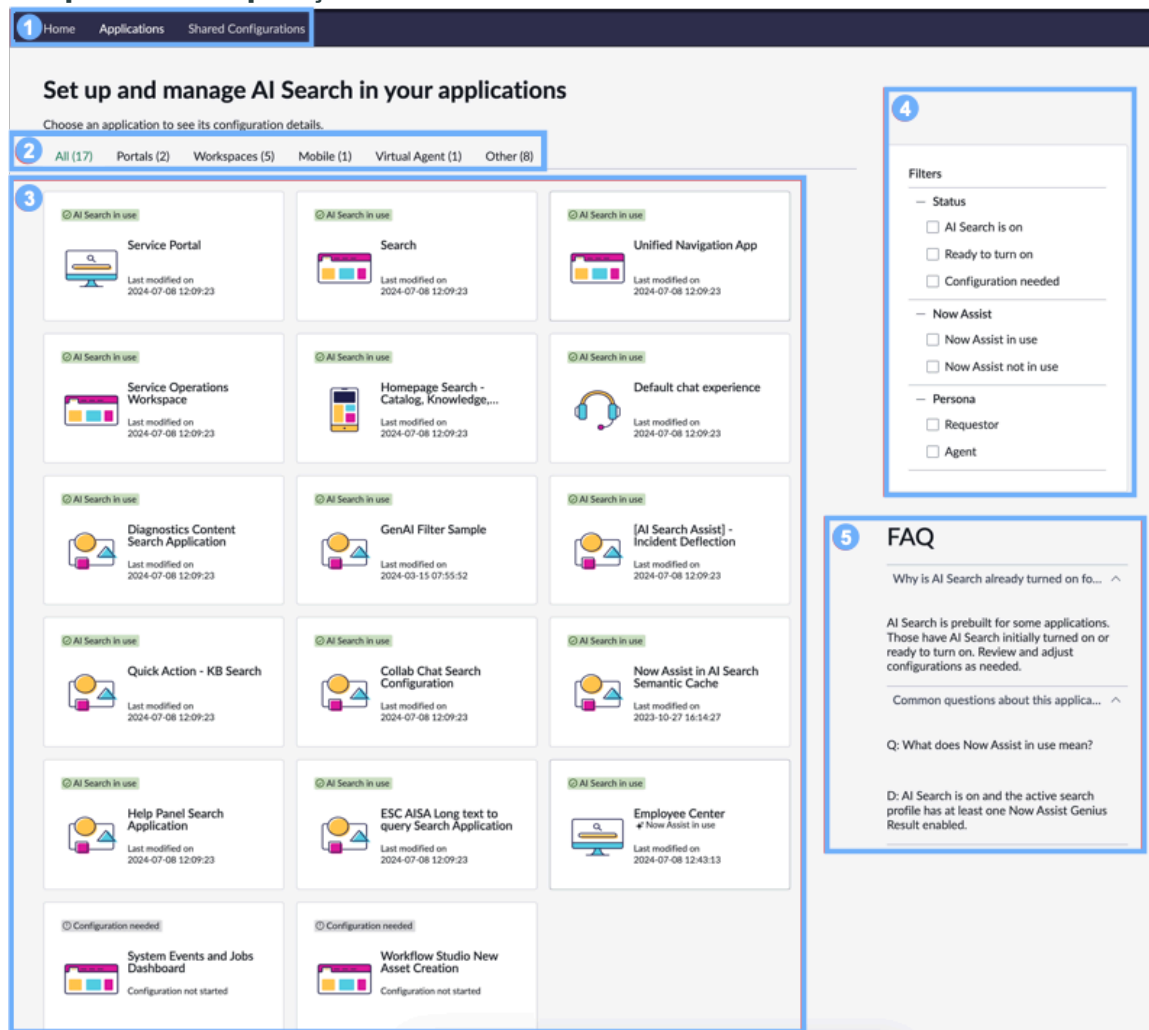 1 Home Applications Shared Configurations
Set up and manage AI Search in your applications
Choose an application to see its configuration details.
2 All (17) Portals (2) Workspaces (5) Mobile (1) Virtual Agent (1) Other (8)
3
AI Search in use
Service Portal
Last modified on
2024-07-08 12:09:23
AI Search in use
Search
Last modified on
2024-07-08 12:09:23
AI Search in use
Unified Navigation App
Last modified on
2024-07-08 12:09:23
AI Search in use
Service Operations
Workspace
Last modified on
2024-07-08 12:09:23
AI Search in use
Homepage Search -
Catalog, Knowledge,...
Last modified on
2024-07-08 12:09:23
AI Search in use
Default chat experience
Last modified on
2024-07-08 12:09:23
AI Search in use
Diagnostics Content
Search Application
Last modified on
2024-07-08 12:09:23
AI Search in use
GenAI Filter Sample
Last modified on
2024-03-15 07:55:52
AI Search in use
[AI Search Assist] -
Incident Deflection
Last modified on
2024-07-08 12:09:23
AI Search in use
Quick Action - KB Search
Last modified on
2024-07-08 12:09:23
AI Search in use
Collab Chat Search
Configuration
Last modified on
2024-07-08 12:09:23
AI Search in use
Now Assist in AI Search
Semantic Cache
Last modified on
2023-10-27 16:14:27
AI Search in use
Help Panel Search
Application
Last modified on
2024-07-08 12:09:23
AI Search in use
ESC AISA Long text to
query Search Application
Last modified on
2024-07-08 12:09:23
AI Search in use
Employee Center
Now Assist in use
Last modified on
2024-07-08 12:43:13
Configuration needed
System Events and Jobs
Dashboard
Configuration not started
Configuration needed
Workflow Studio New
Asset Creation
Configuration not started
4
Filters
Status
AI Search is on
Ready to turn on
Configuration needed
Now Assist
Now Assist in use
Now Assist not in use
Persona
Requestor
Agent
5 FAQ
Why is AI Search already turned on fo...
AI Search is prebuilt for some applications.
Those have AI Search initially turned on or
ready to turn on. Review and adjust
configurations as needed.
Common questions about this applica...
Q: What does Now Assist in use mean?
D: AI Search is on and the active search
profile has at least one Now Assist Genius
Result enabled.